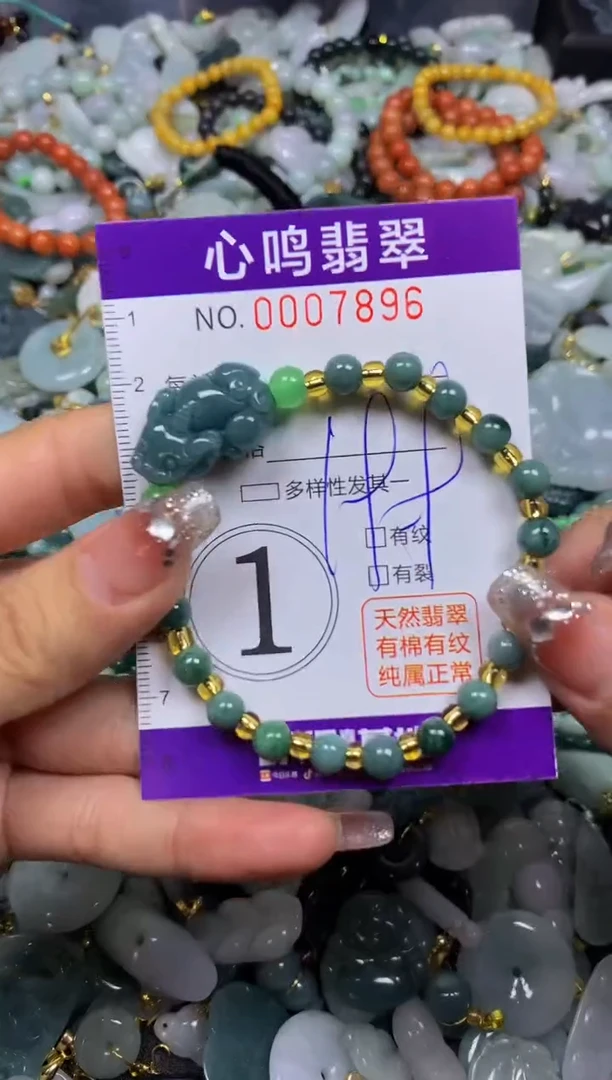 心鸣翡翠
NO. 0007896
1
2
多样性发其一
有纹
有裂
1
天然翡翠
有棉有纹
纯属正常
7